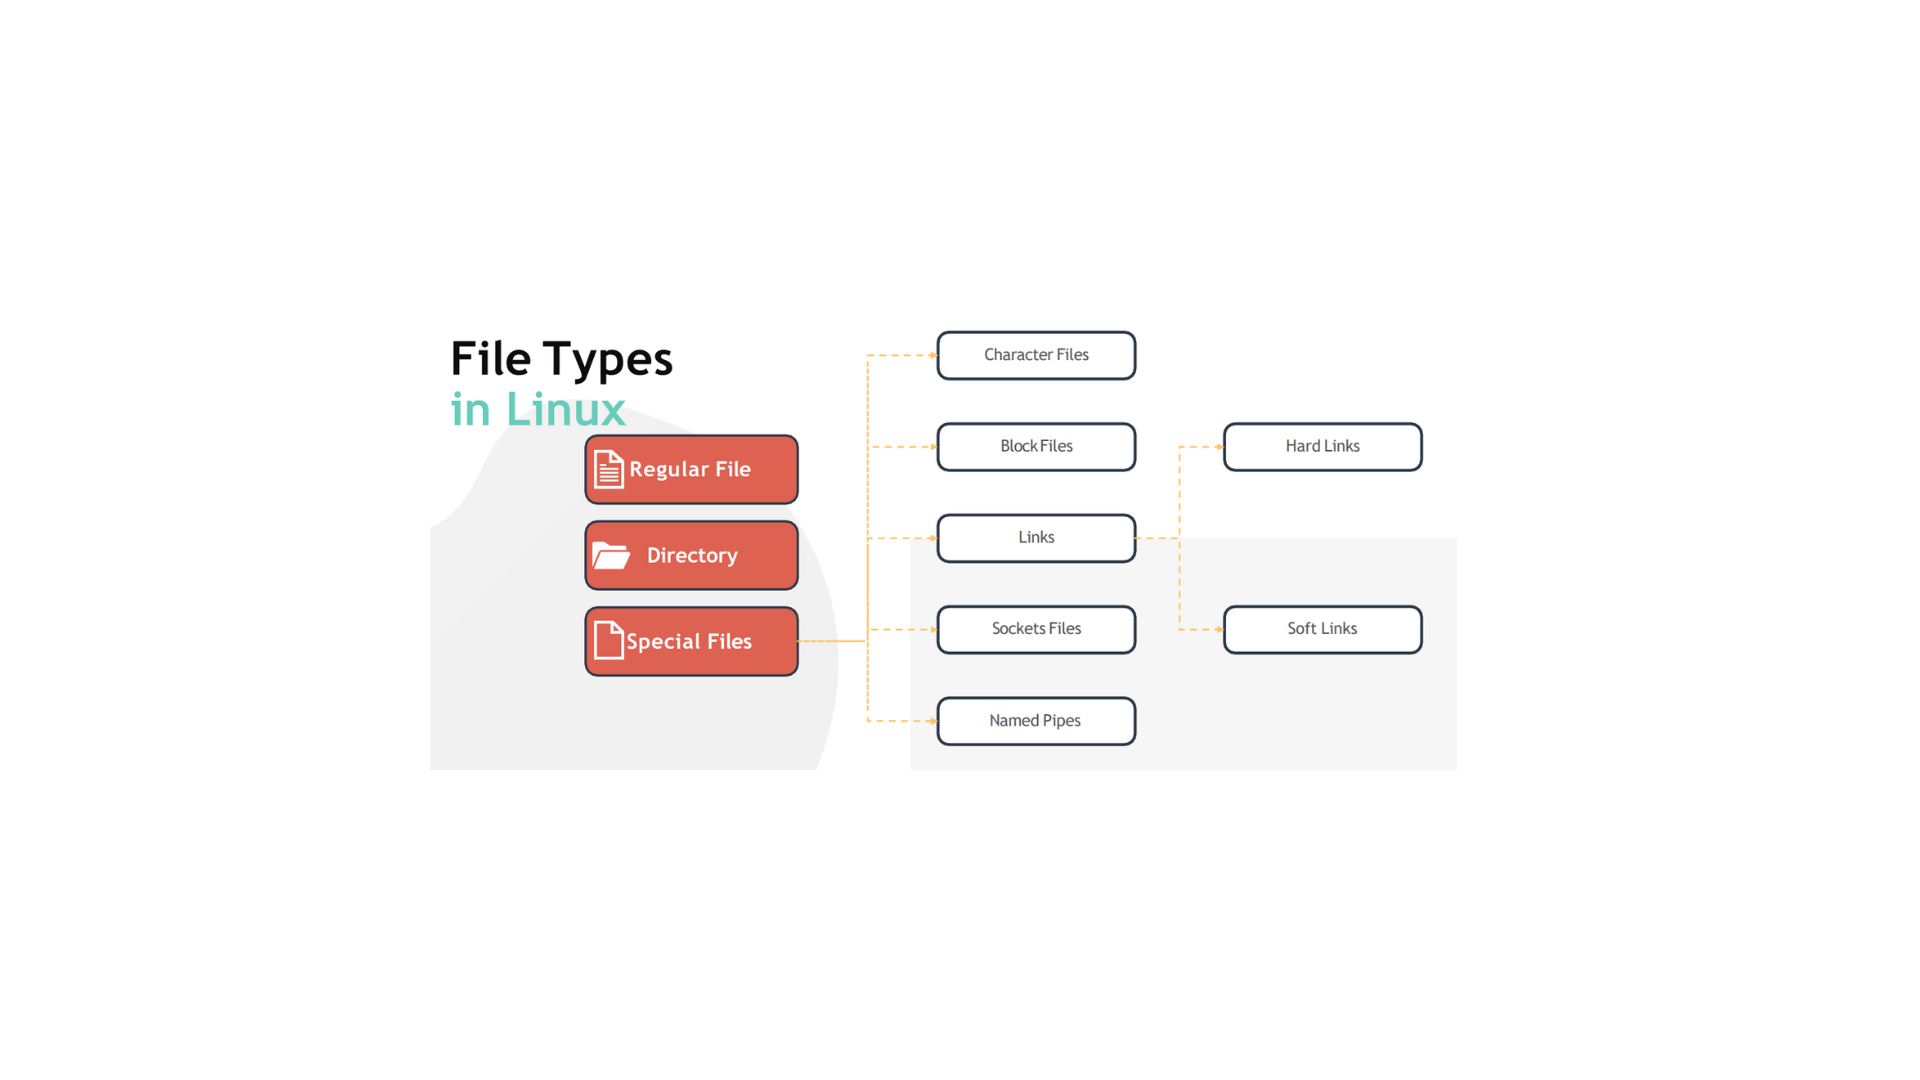 File Types
in Linux
Regular File
Directory
Special Files
Character Files
Block Files
Links
Sockets Files
Named Pipes
Hard Links
Soft Links